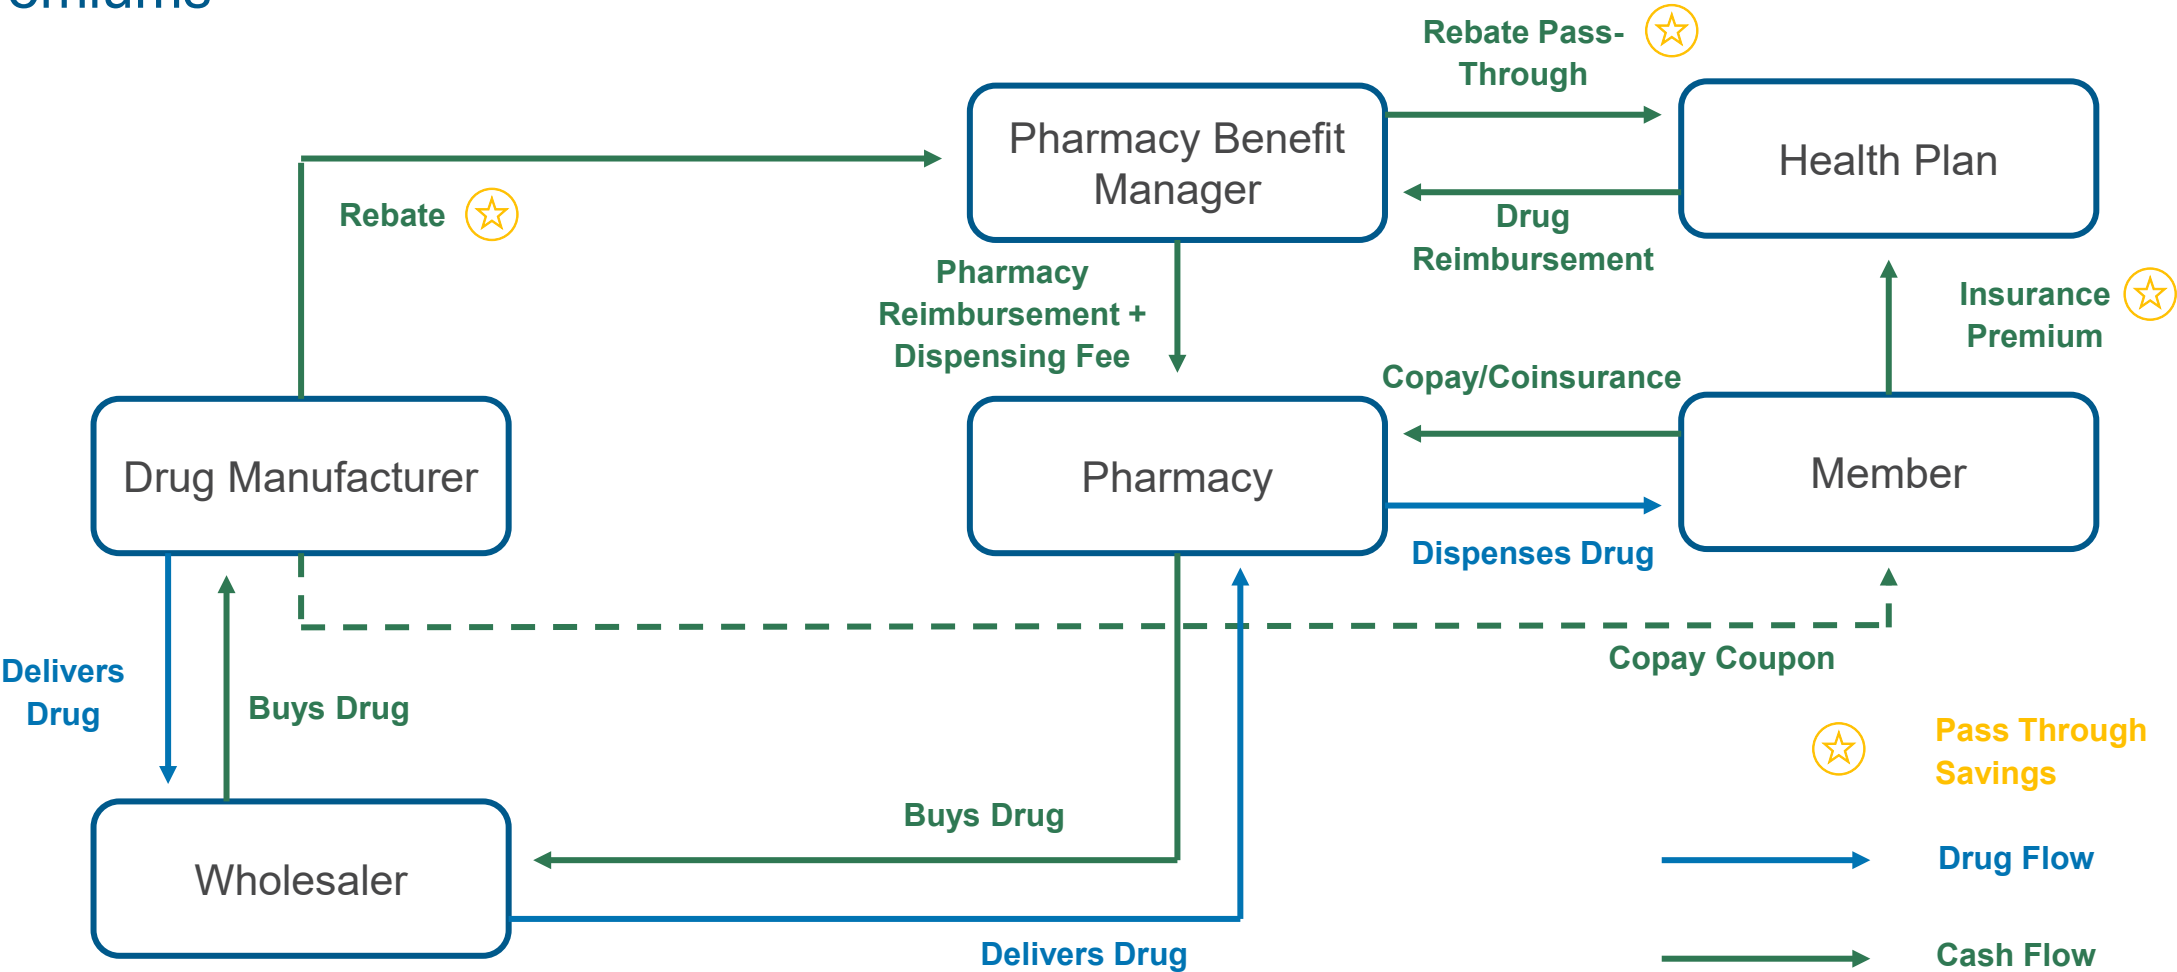 Rebate Pass-
Through
Pharmacy Benefit
Manager
Health Plan
Rebate
Drug
Reimbursement
Pharmacy
Reimbursement +
Dispensing Fee
Insurance
Premium
Copay/Coinsurance
Drug Manufacturer
Pharmacy
Member
Dispenses Drug
Copay Coupon
Delivers
Drug
Buys Drug
Pass Through
Savings
Buys Drug
Wholesaler
Drug Flow
Delivers Drug
Cash Flow